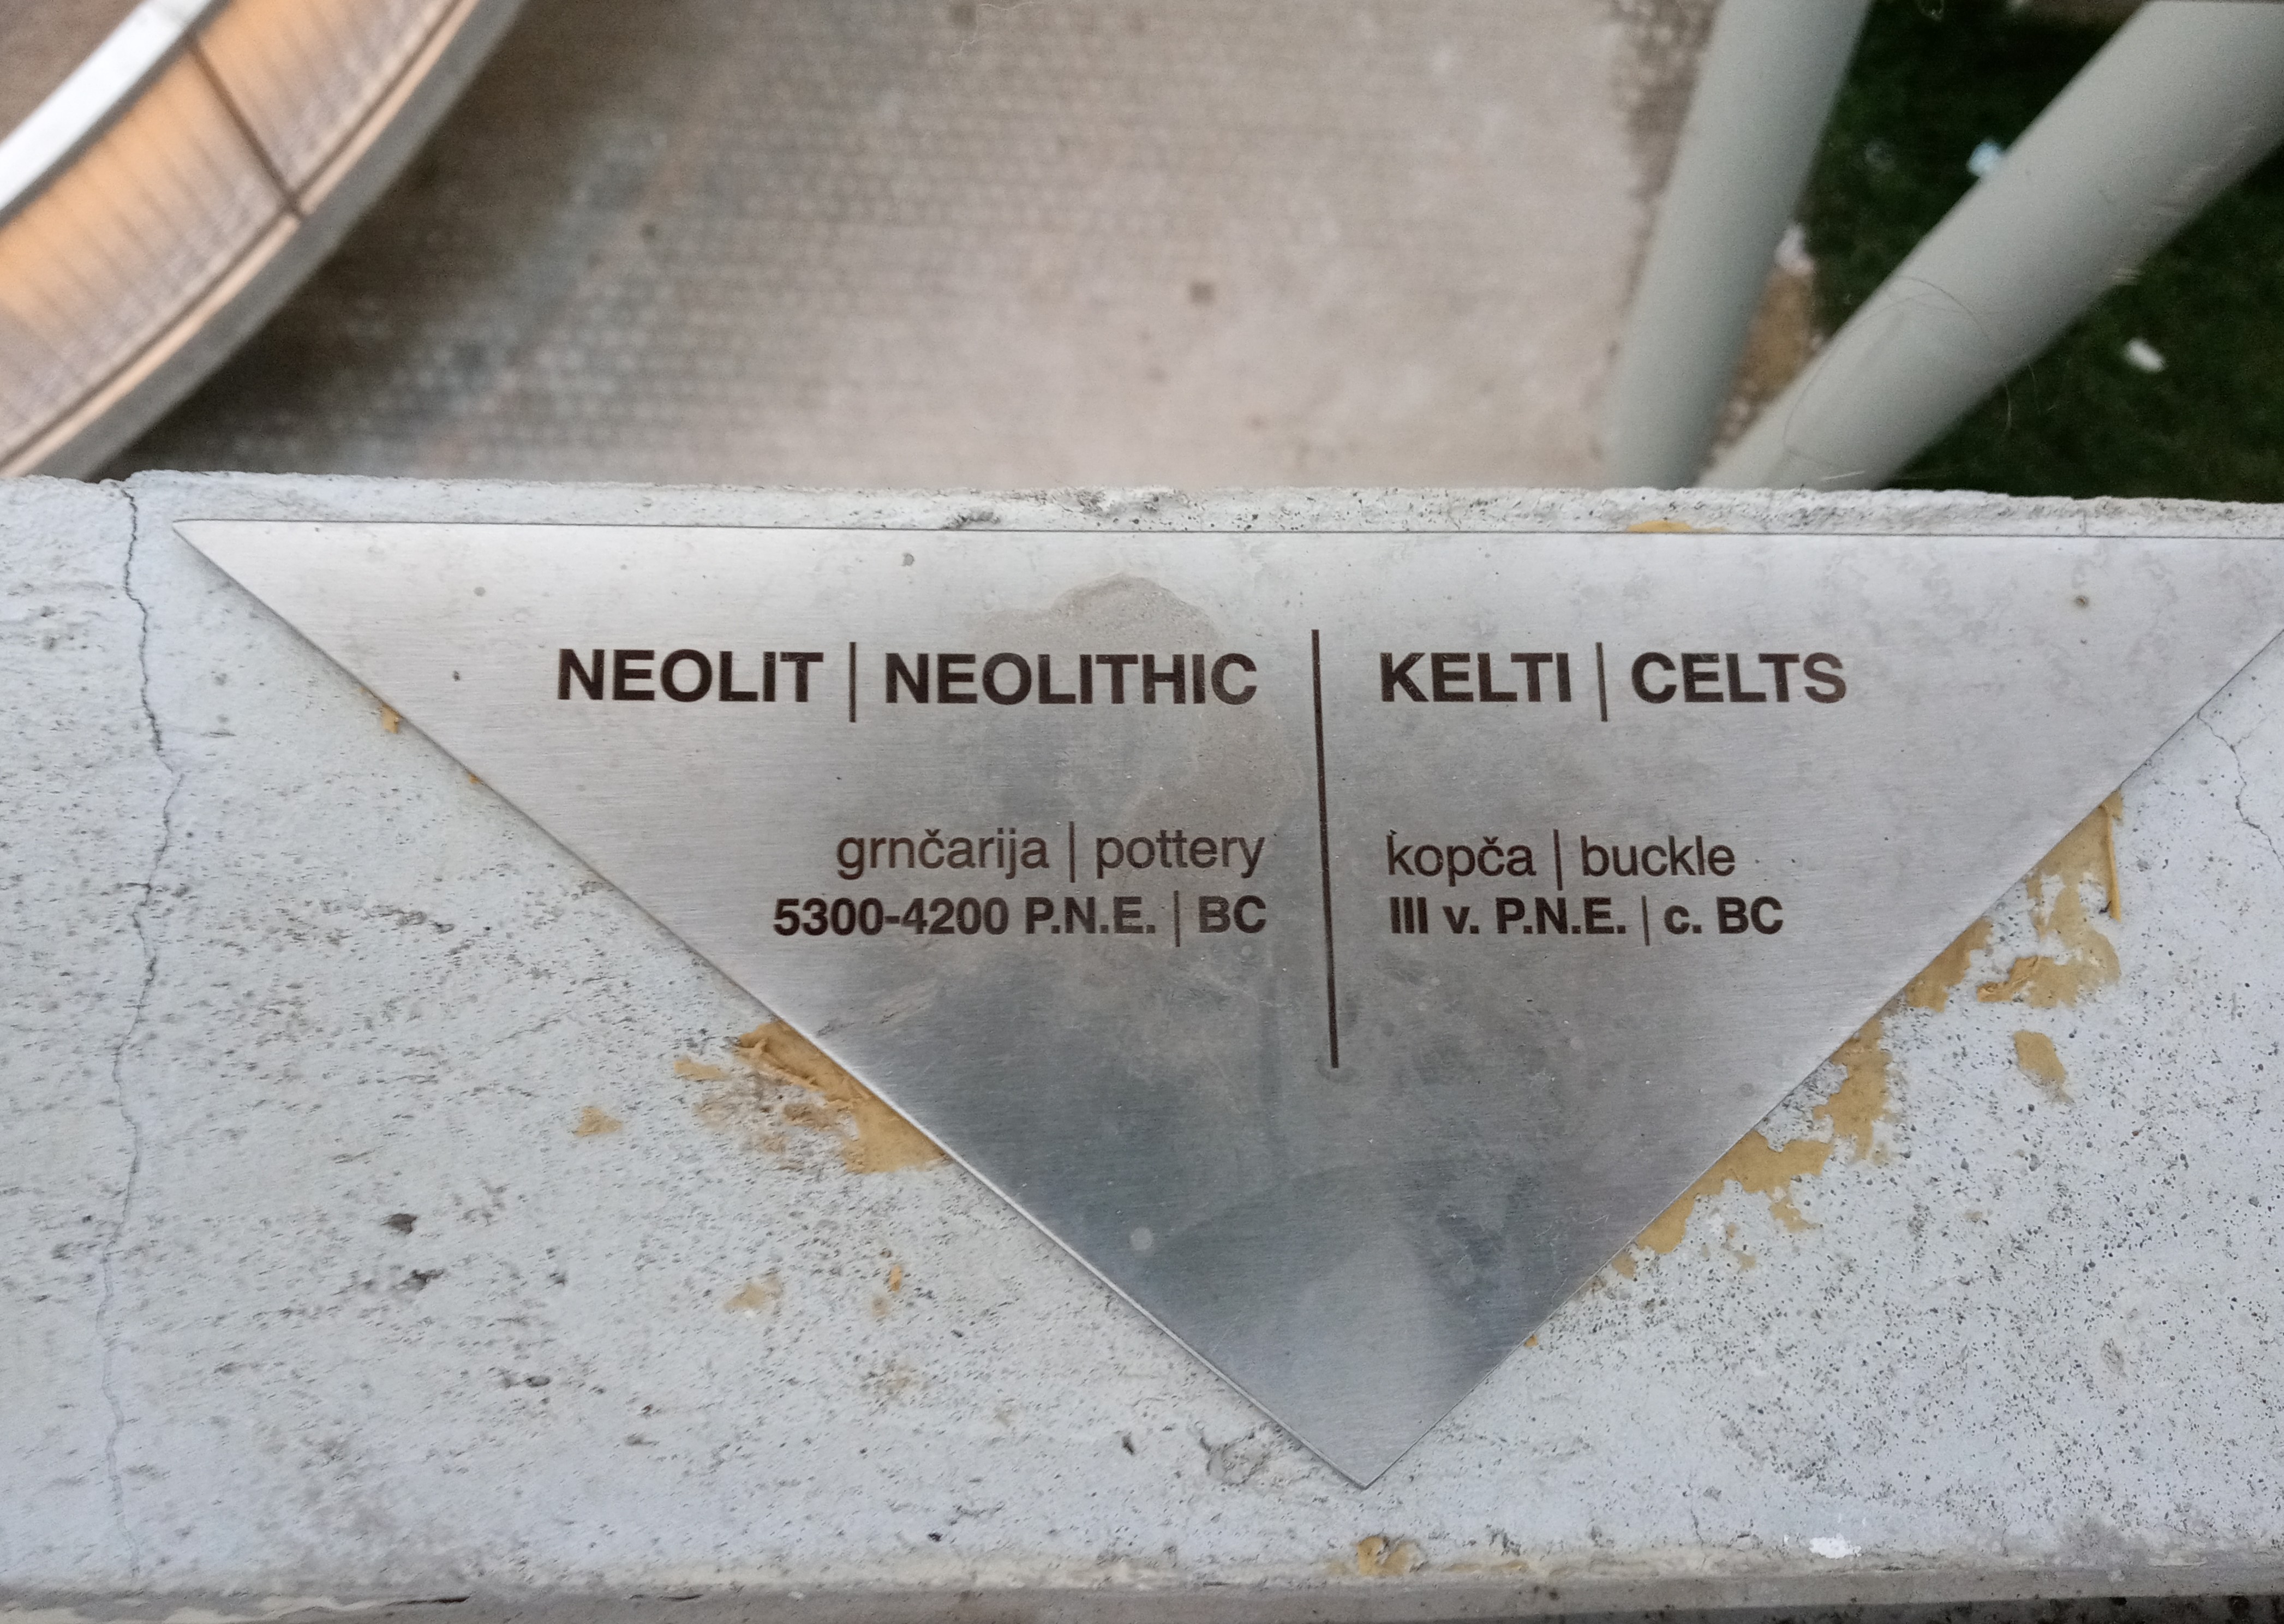 NEOLIT | NEOLITHIC
grnčarija | pottery
5300-4200 P.N.E. | BC
KELTI | CELTS
kopča | buckle
III v. P.N.E. | c. BC